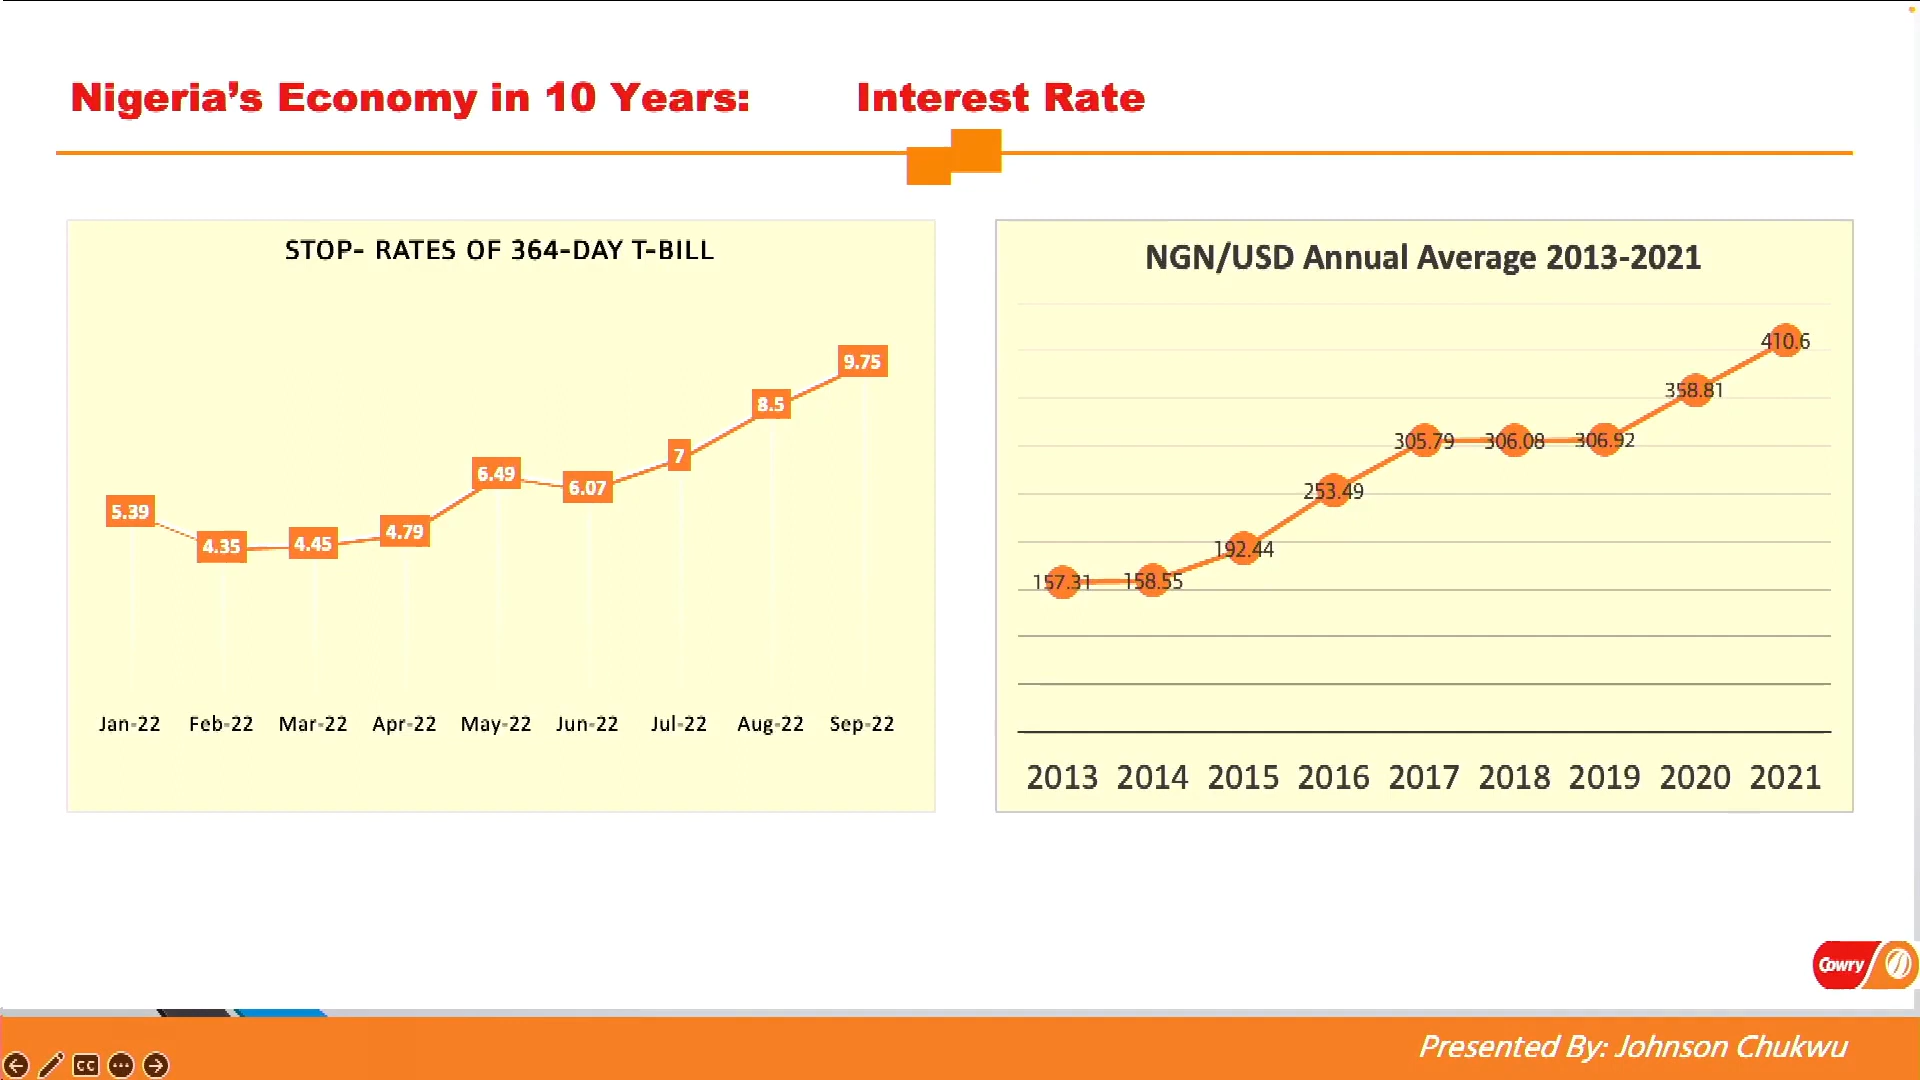 Nigeria’s Economy in 10 Years: Interest Rate
STOP- RATES OF 364-DAY T-BILL
5.39
4.35
4.45
4.79
6.49
6.07
7
8.5
9.75
Jan-22 Feb-22 Mar-22 Apr-22 May-22 Jun-22 Jul-22 Aug-22 Sep-22
NGN/USD Annual Average 2013-2021
157.31
158.55
192.44
253.49
305.79
306.08
306.92
358.81
410.6
2013 2014 2015 2016 2017 2018 2019 2020 2021
Cowry
Presented By: Johnson Chukwu
CC